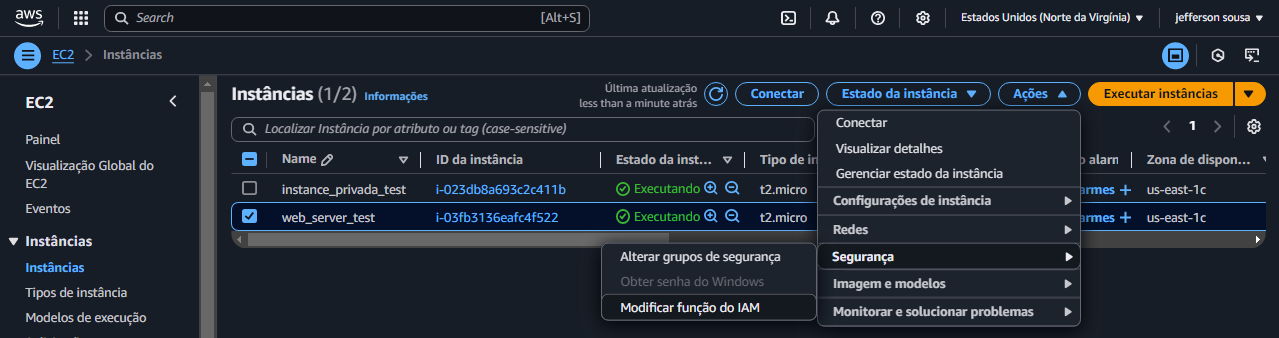 aws
Search [Alt+S]
Estados Unidos (Norte da Virgínia)
jefferson sousa
EC2 > Instâncias
EC2
Painel
Visualização Global do
EC2
Eventos
Instâncias
Instâncias
Tipos de instância
Modelos de execução
Instâncias (1/2) Informações
Última atualização
less than a minute atrás
Conectar
Estado da instância
Ações
Executar instâncias
Localizar Instância por atributo ou tag (case-sensitive)
1
Name ID da instância Estado da inst... Tipo de in alarn Zona de dispon...
instance_privada_test i-023db8a693c2c411b Executando t2.micro armes + us-east-1c
web_server_test i-03fb3136eafc4f522 Executando t2.micro armes + us-east-1c
Conectar
Visualizar detalhes
Gerenciar estado da instância
Configurações de instância
Redes
Segurança
Imagem e modelos
Monitorar e solucionar problemas
Alterar grupos de segurança
Obter senha do Windows
Modificar função do IAM